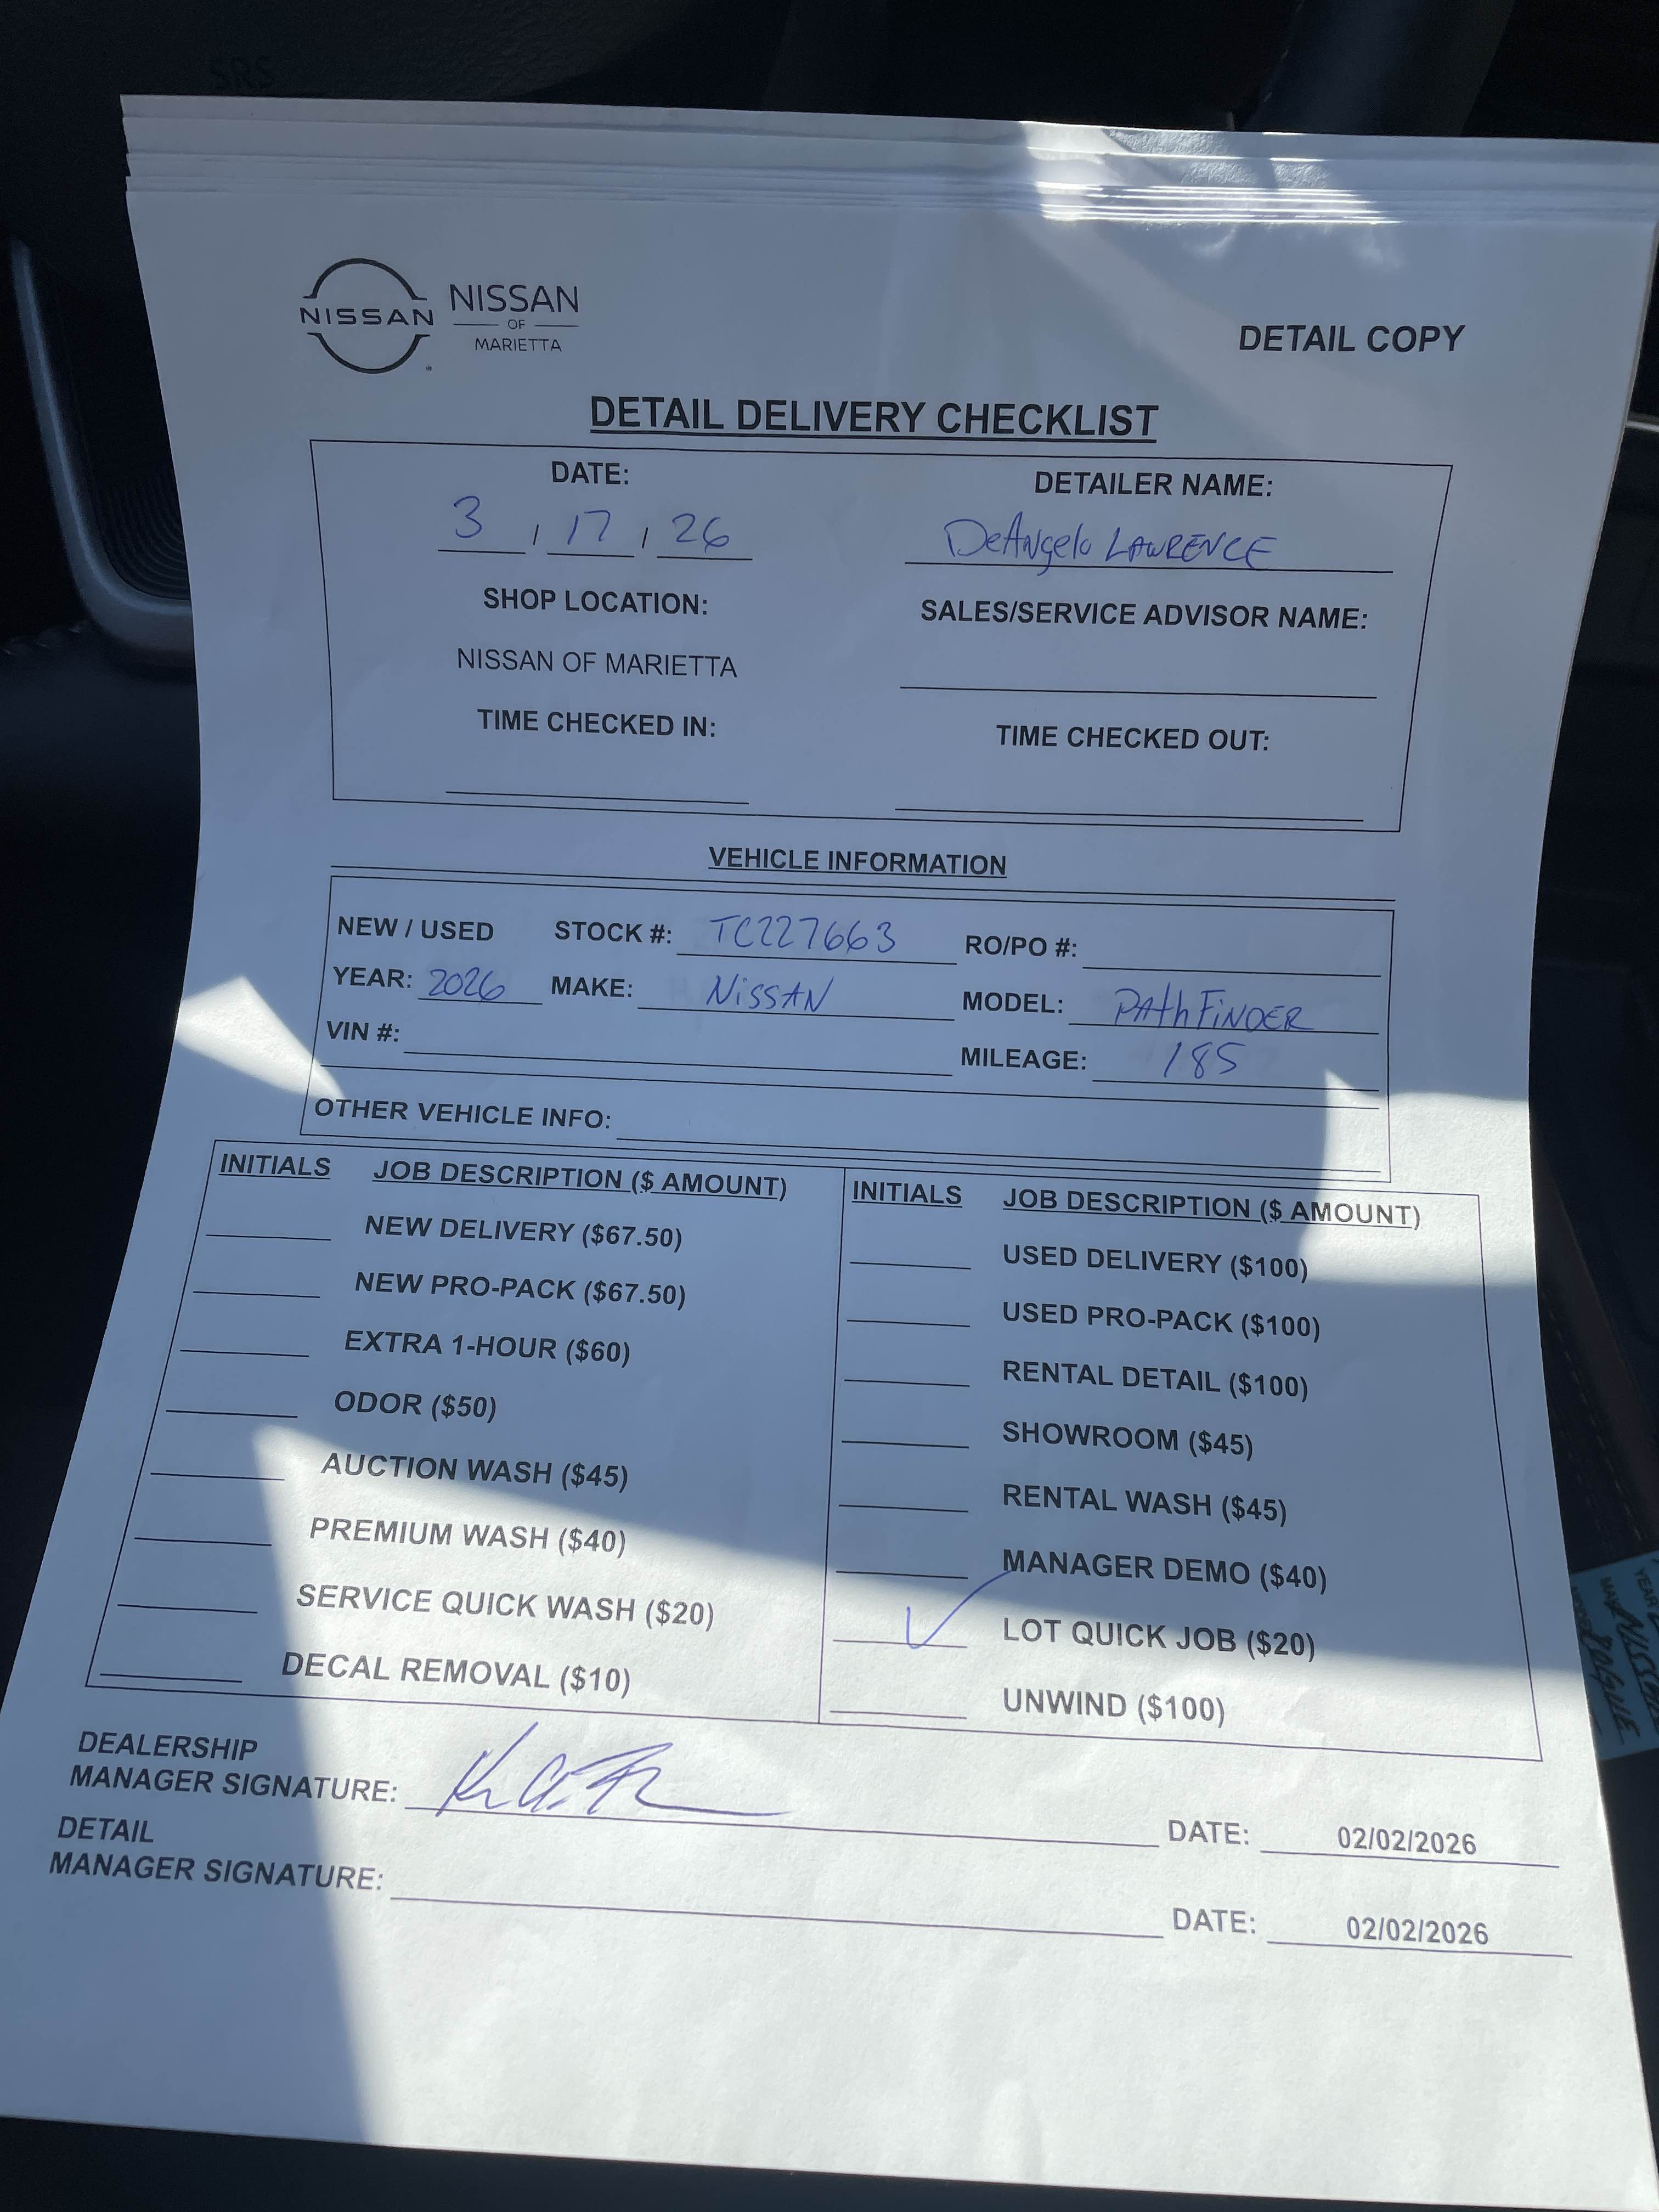 SRS
NISSAN NISSAN
OF
MARIETTA
DETAIL COPY
DETAIL DELIVERY CHECKLIST
DATE: DETAILER NAME:
3 / 17 / 26 DeAngelo LAWRENCE
SHOP LOCATION: SALES/SERVICE ADVISOR NAME:
NISSAN OF MARIETTA
TIME CHECKED IN: TIME CHECKED OUT:
VEHICLE INFORMATION
NEW / USED STOCK #: TC227663 RO/PO #:
YEAR: 2026 MAKE: NiSSAN MODEL: PAthFiNDER
VIN #: MILEAGE: 185
OTHER VEHICLE INFO:
INITIALS JOB DESCRIPTION ($ AMOUNT) INITIALS JOB DESCRIPTION ($ AMOUNT)
NEW DELIVERY ($67.50) USED DELIVERY ($100)
NEW PRO-PACK ($67.50) USED PRO-PACK ($100)
EXTRA 1-HOUR ($60) RENTAL DETAIL ($100)
ODOR ($50) SHOWROOM ($45)
AUCTION WASH ($45) RENTAL WASH ($45)
PREMIUM WASH ($40) MANAGER DEMO ($40)
SERVICE QUICK WASH ($20) ✓ LOT QUICK JOB ($20)
DECAL REMOVAL ($10) UNWIND ($100)
DEALERSHIP
MANAGER SIGNATURE: DATE: 02/02/2026
DETAIL
MANAGER SIGNATURE: DATE: 02/02/2026
YEAR
NISSAN
ROGUE